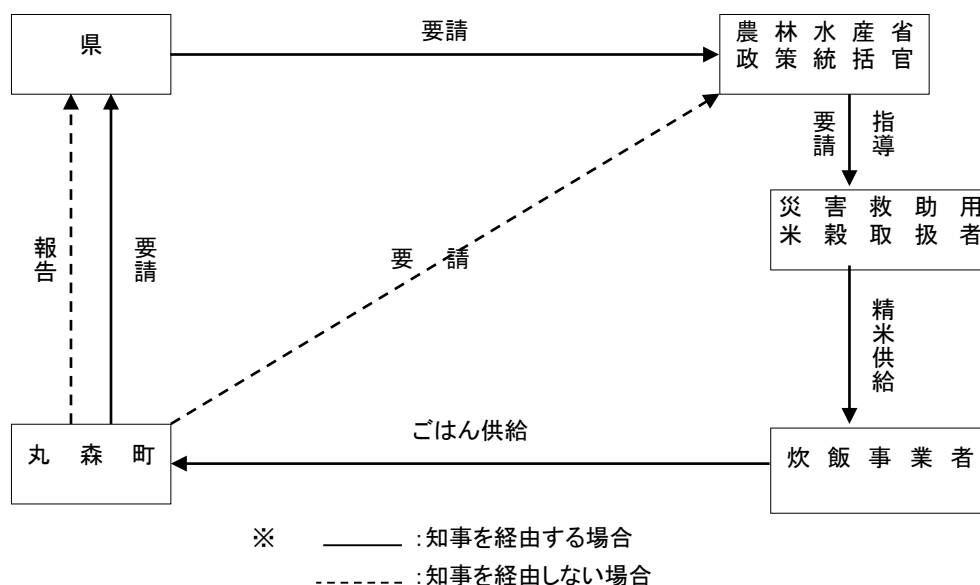 県
要請
農林水産省
政策統括官
要請
指導
災害救助用
米穀取扱者
報告
要請
要請
精米供給
丸森町
ごはん供給
炊飯事業者
※ ———— :知事を経由する場合
--------- :知事を経由しない場合